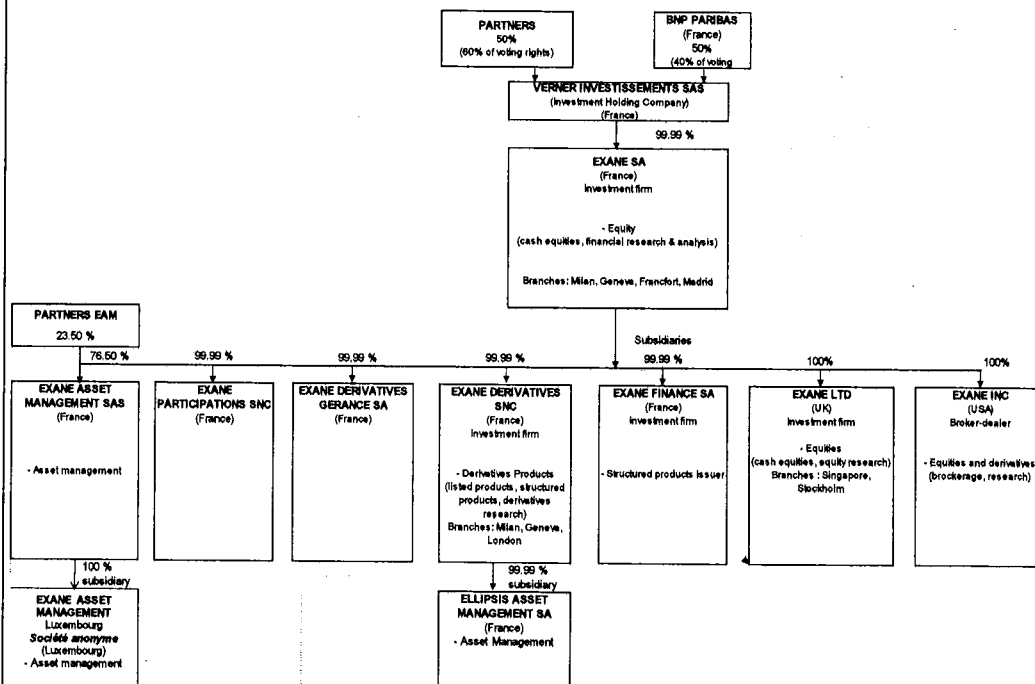 PARTNERS
50%
(60% of voting rights)
BNP PARIBAS
(France)
50%
(40% of voting
VERNER INVESTISSEMENTS SAS
(Investment Holding Company)
(France)
99.99 %
EXANE SA
(France)
Investment firm
- Equity
(cash equities, financial research & analysis)
Branches: Milan, Geneva, Francfort, Madrid
PARTNERS EAM
23.50 %
Subsidiaries
76.50 %
99.99 %
99.99 %
99.99 %
99.99 %
100%
100%
EXANE ASSET
MANAGEMENT SAS
(France)
- Asset management
EXANE
PARTICIPATIONS SNC
(France)
EXANE DERIVATIVES
GERANCE SA
(France)
EXANE DERIVATIVES
SNC
(France)
Investment firm
- Derivatives Products
(listed products, structured
products, derivatives
research)
Branches: Milan, Geneva,
London
EXANE FINANCE SA
(France)
Investment firm
- Structured products issuer
EXANE LTD
(UK)
Investment firm
- Equities
(cash equities, equity research)
Branches : Singapore,
Stockholm
EXANE INC
(USA)
Broker-dealer
- Equities and derivatives
(brockerage, research)
100 %
subsidiary
99.99 %
subsidiary
EXANE ASSET
MANAGEMENT
Luxembourg
Société anonyme
(Luxembourg)
- Asset management
ELLIPSIS ASSET
MANAGEMENT SA
(France)
- Asset Management